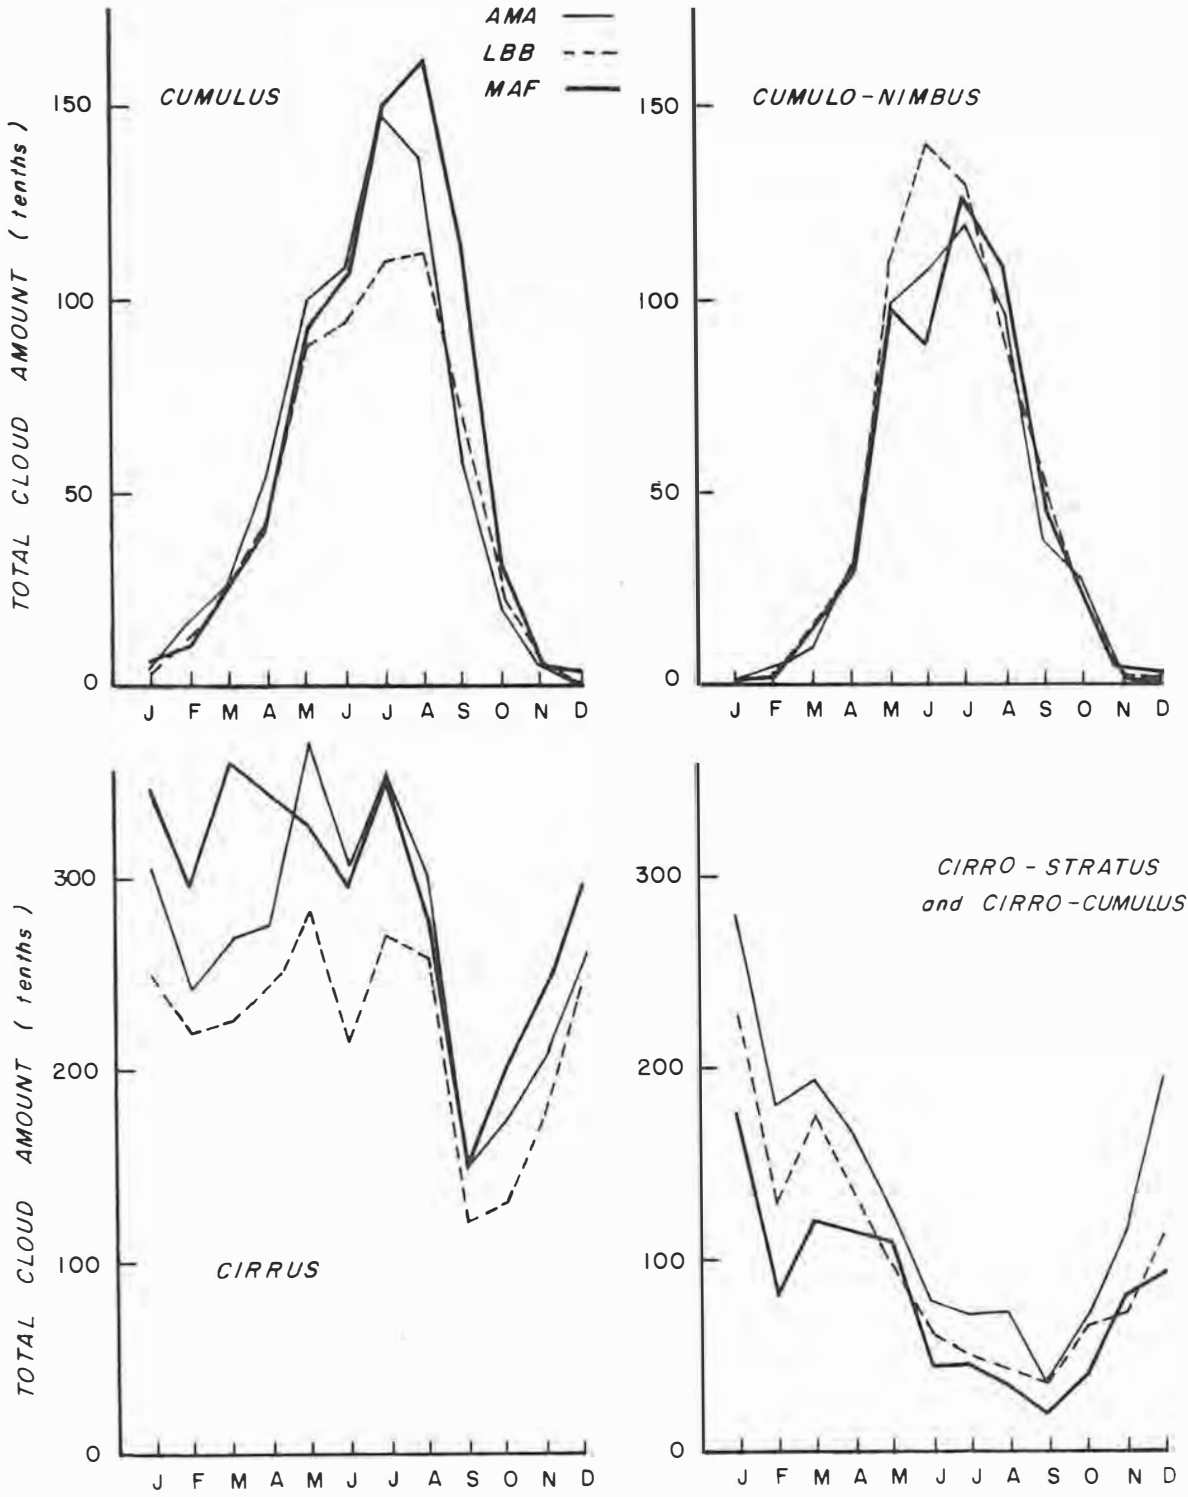 AMA
LBB
MAF
CUMULUS
TOTAL CLOUD AMOUNT (tenths)
150
100
50
0
J F M A M J J A S O N D
CUMULO-NIMBUS
150
100
50
0
J F M A M J J A S O N D
CIRRUS
TOTAL CLOUD AMOUNT (tenths)
300
200
100
0
J F M A M J J A S O N D
CIRRO-STRATUS
and CIRRO-CUMULUS
300
200
100
0
J F M A M J J A S O N D